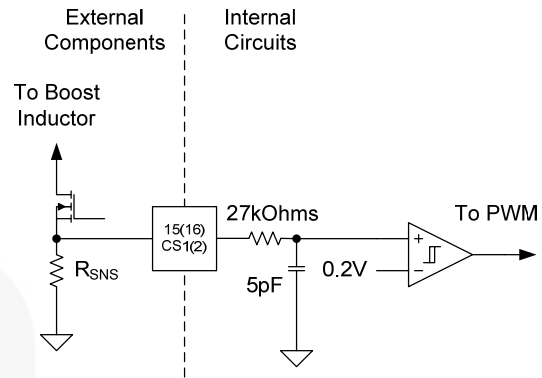 External
Components
Internal
Circuits
To Boost
Inductor
15(16)
CS1(2)
27kOhms
To PWM
RSNS
5pF
0.2V
+
−